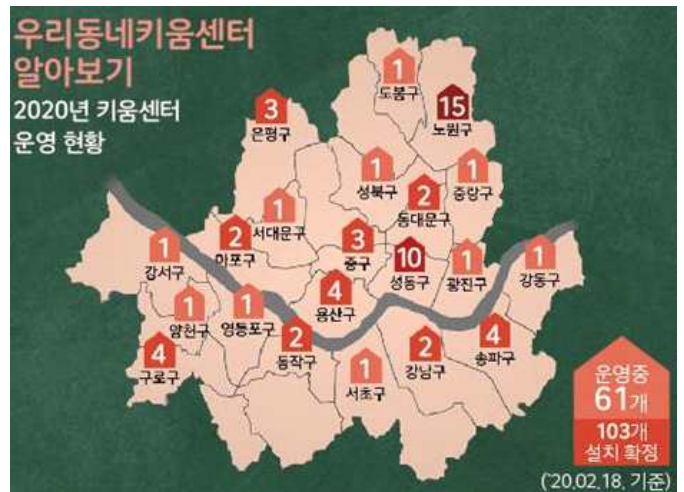 우리동네키움센터
알아보기
2020년 키움센터
운영 현황
1
도봉구
15
노원구
3
은평구
1
성북구
1
중랑구
2
동대문구
1
서대문구
2
마포구
3
중구
10
성동구
1
광진구
1
강동구
1
강서구
4
용산구
1
양천구
1
영등포구
2
동작구
4
구로구
1
서초구
2
강남구
4
송파구
운영중
61개
103개
설치 확정
('20.02.18. 기준)